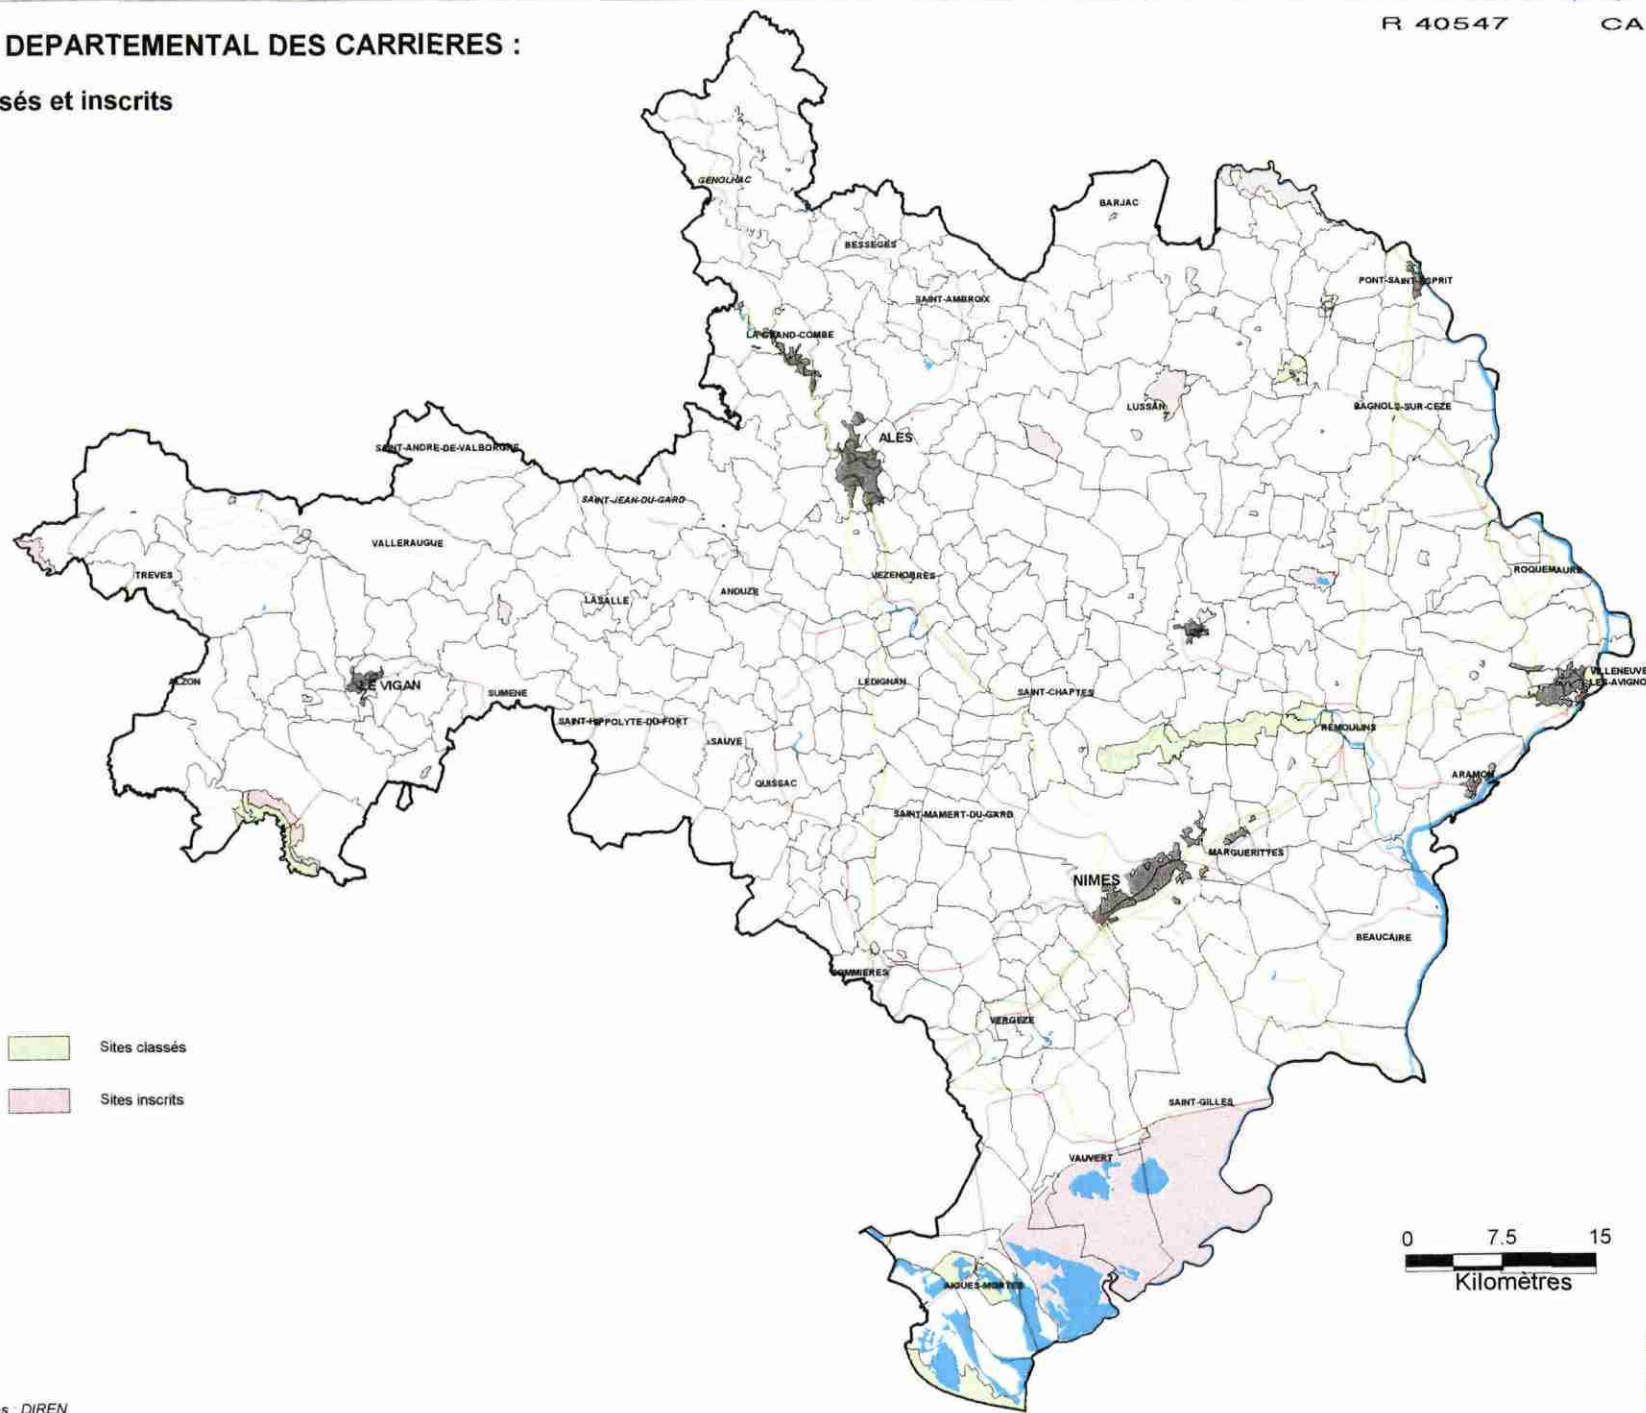 R 40547 CA
DEPARTEMENTAL DES CARRIERES :
sés et inscrits
GENOLHAC
BARJAC
BESSEGES
PONT-SAINT-ESPRIT
SAINT-AMBROIX
LA GRAND-COMBE
LUSSAN
BAGNOLS-SUR-CEZE
ALES
SAINT-ANDRE-DE-VALBORGNE
SAINT-JEAN-DU-GARD
VALLERAUGUE
TREVES
ROQUEMAURE
VEZENOBRES
ANDUZE
LASALLE
ALZON
LE VIGAN
SUMENE
LEDIGNAN
SAINT-CHAPTES
VILLENEUVE
LES-AVIGNO
SAINT-HIPPOLYTE-DU-FORT
SAUVE
REMOULINS
QUISSAC
ARAMON
SAINT-MAMERT-DU-GARD
MARGUERITTES
NIMES
BEAUCAIRE
SOMMIERES
VERGEZE
Sites classés
Sites inscrits
SAINT-GILLES
VAUVERT
AIGUES-MORTES
0 7.5 15
Kilomètres
s : DIREN